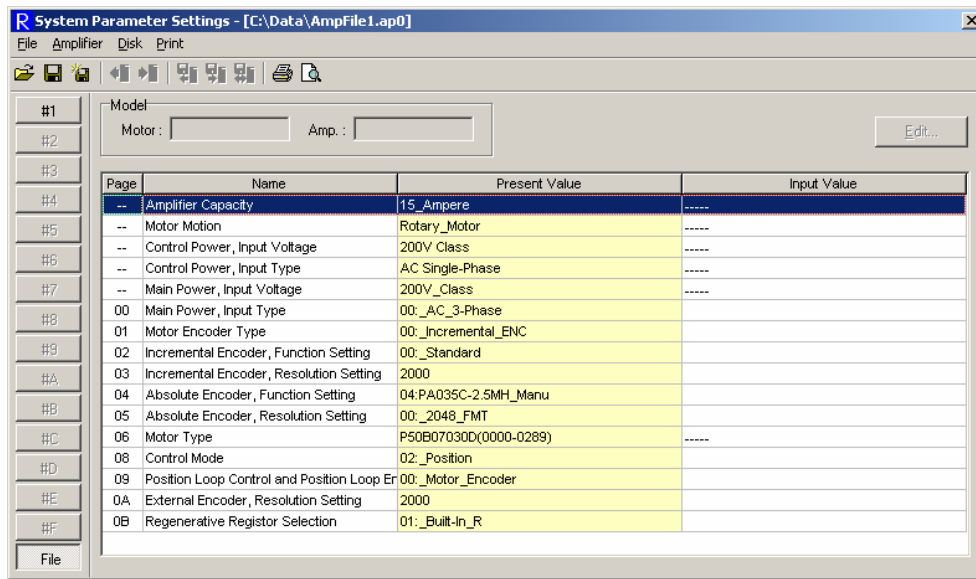 R System Parameter Settings - [C:\Data\AmpFile1.ap0]
File Amplifier Disk Print
#1
#2
#3
#4
#5
#6
#7
#8
#9
#A
#B
#C
#D
#E
#F
File
Model
Motor : Amp. :
Edit...
Page Name Present Value Input Value
-- Amplifier Capacity 15_Ampere -----
-- Motor Motion Rotary_Motor -----
-- Control Power, Input Voltage 200V Class -----
-- Control Power, Input Type AC Single-Phase -----
-- Main Power, Input Voltage 200V_Class -----
00 Main Power, Input Type 00:_AC_3-Phase
01 Motor Encoder Type 00:_Incremental_ENC
02 Incremental Encoder, Function Setting 00:_Standard
03 Incremental Encoder, Resolution Setting 2000
04 Absolute Encoder, Function Setting 04:PA035C-2.5MH_Manu
05 Absolute Encoder, Resolution Setting 00:_2048_FMT
06 Motor Type P50B07030D(0000-0289) -----
08 Control Mode 02:_Position
09 Position Loop Control and Position Loop Er 00:_Motor_Encoder
0A External Encoder, Resolution Setting 2000
0B Regenerative Registor Selection 01:_Built-In_R